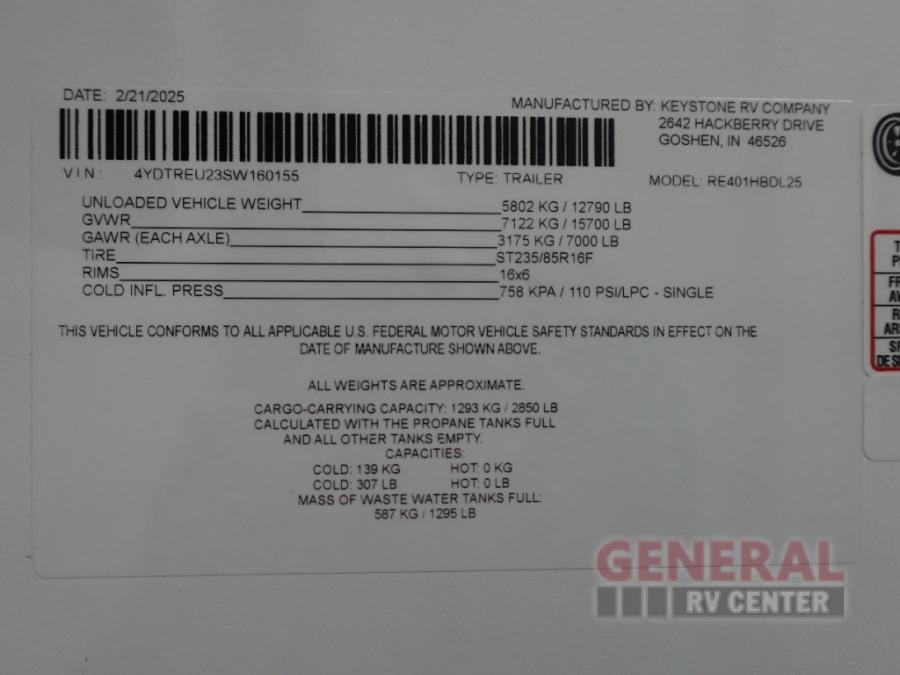 DATE: 2/21/2025
MANUFACTURED BY: KEYSTONE RV COMPANY
2642 HACKBERRY DRIVE
GOSHEN, IN 46526
V.I.N.: 4YDTREU23SW160155 TYPE: TRAILER MODEL: RE401HBDL25
UNLOADED VEHICLE WEIGHT 5802 KG / 12790 LB
GVWR 7122 KG / 15700 LB
GAWR (EACH AXLE) 3175 KG / 7000 LB
TIRE ST235/85R16F
RIMS 16x6
COLD INFL. PRESS 758 KPA / 110 PSI/LPC - SINGLE
THIS VEHICLE CONFORMS TO ALL APPLICABLE U.S. FEDERAL MOTOR VEHICLE SAFETY STANDARDS IN EFFECT ON THE
DATE OF MANUFACTURE SHOWN ABOVE.
ALL WEIGHTS ARE APPROXIMATE.
CARGO-CARRYING CAPACITY: 1293 KG / 2850 LB
CALCULATED WITH THE PROPANE TANKS FULL
AND ALL OTHER TANKS EMPTY.
CAPACITIES:
COLD: 139 KG HOT: 0 KG
COLD: 307 LB HOT: 0 LB
MASS OF WASTE WATER TANKS FULL:
587 KG / 1295 LB
GENERAL
RV CENTER